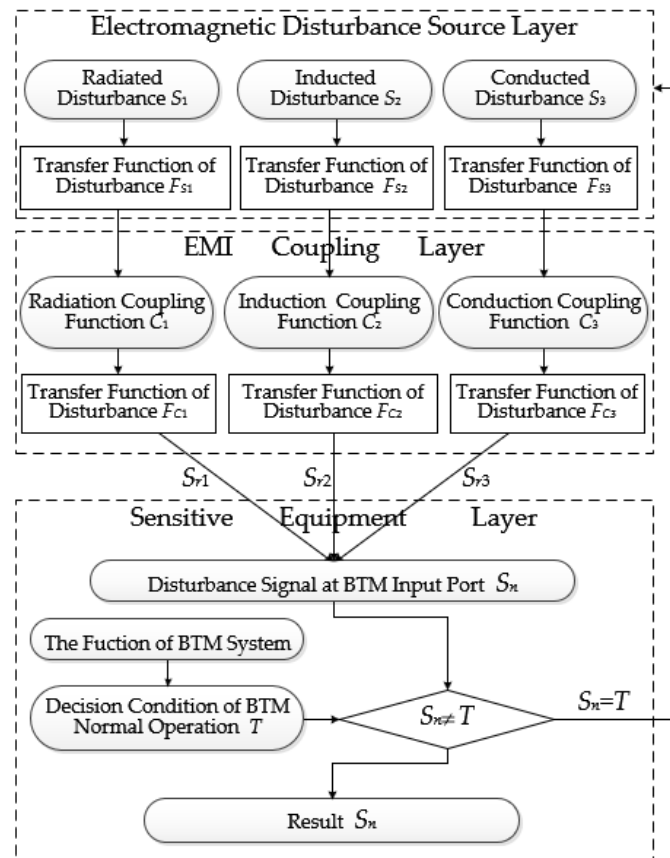 Electromagnetic Disturbance Source Layer
Radiated
Disturbance S1
Inducted
Disturbance S2
Conducted
Disturbance S3
Transfer Function of
Disturbance FS1
Transfer Function of
Disturbance FS2
Transfer Function of
Disturbance FS3
EMI Coupling Layer
Radiation Coupling
Function C1
Induction Coupling
Function C2
Conduction Coupling
Function C3
Transfer Function of
Disturbance FC1
Transfer Function of
Disturbance FC2
Transfer Function of
Disturbance FC3
Sr1
Sr2
Sr3
Sensitive Equipment Layer
Disturbance Signal at BTM Input Port Sn
The Fuction of BTM System
Decision Condition of BTM
Normal Operation T
Sn≠T
Sn=T
Result Sn